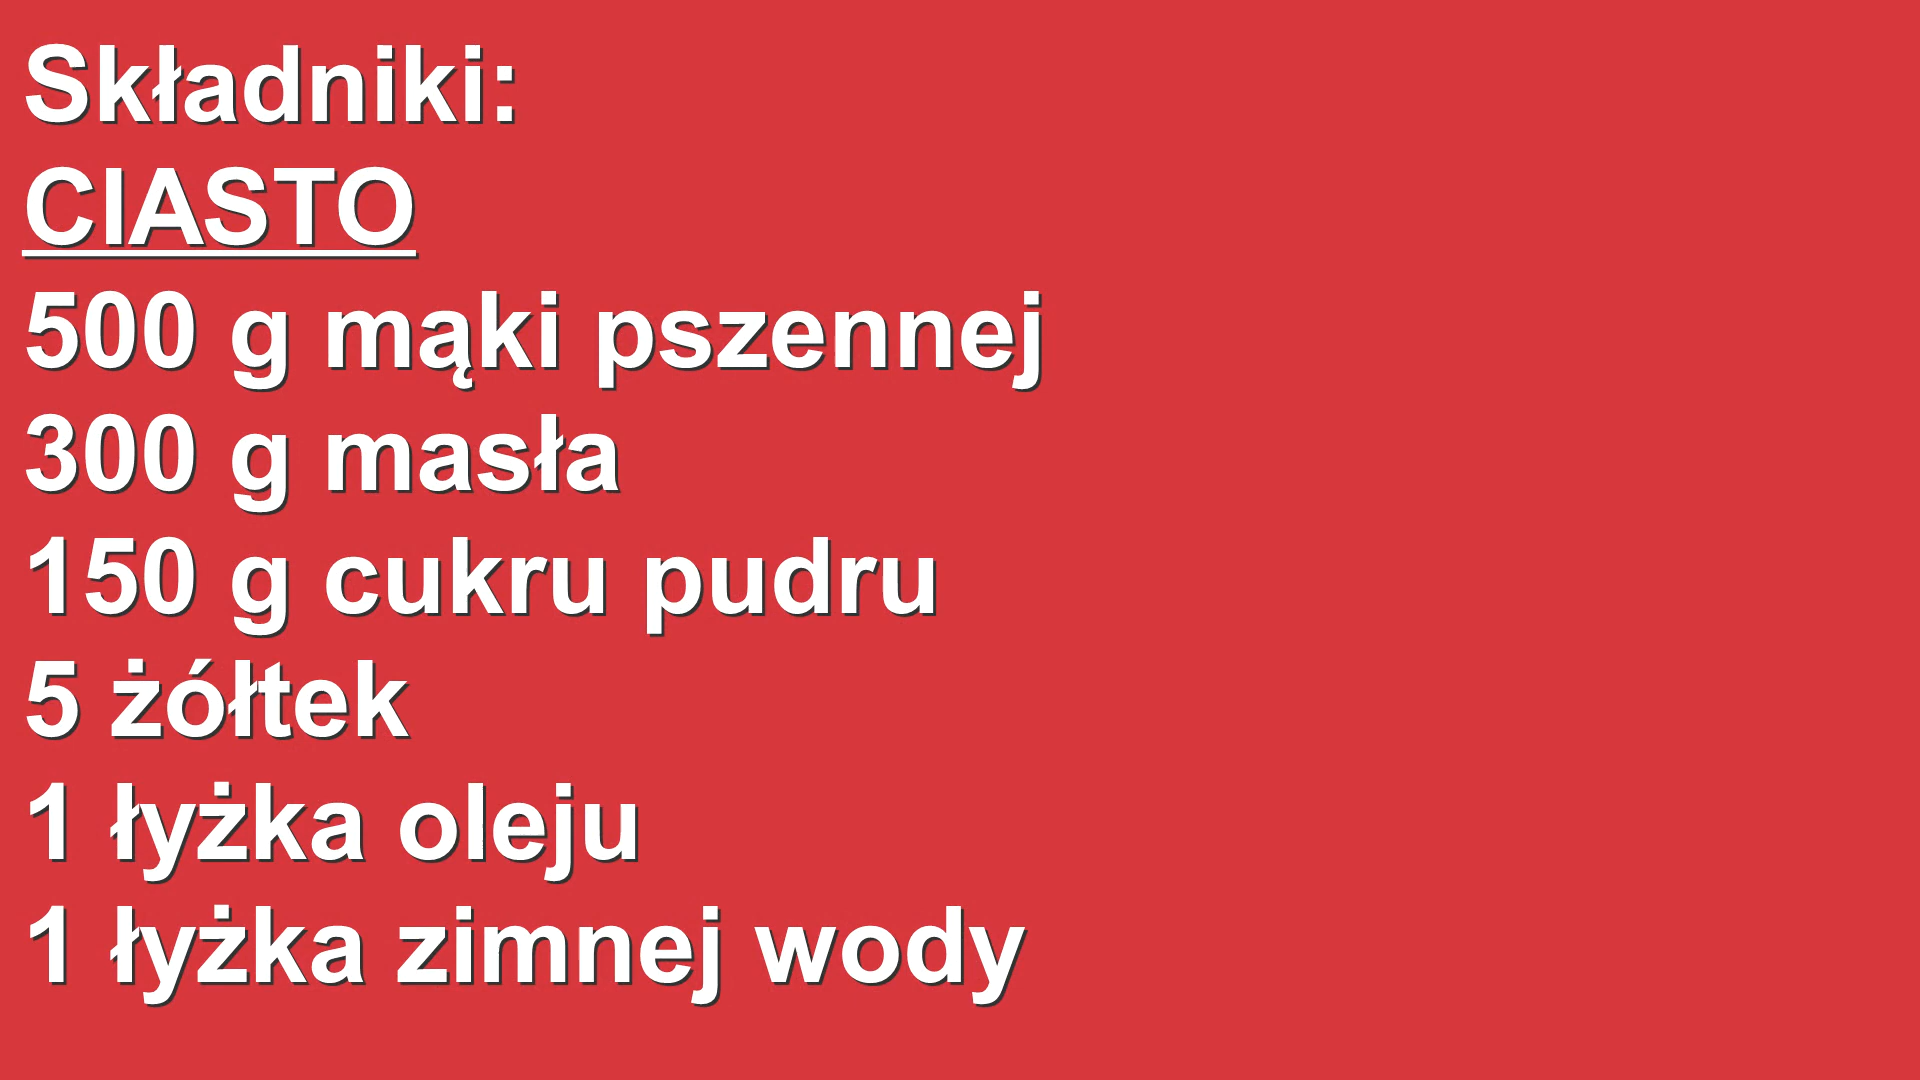 Składniki:
CIASTO
500 g mąki pszennej
300 g masła
150 g cukru pudru
5 żółtek
1 łyżka oleju
1 łyżka zimnej wody